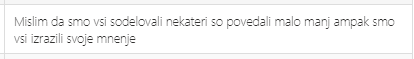 Mislim da smo vsi sodelovali nekateri so povedali malo manj ampak smo
vsi izrazili svoje mnenje